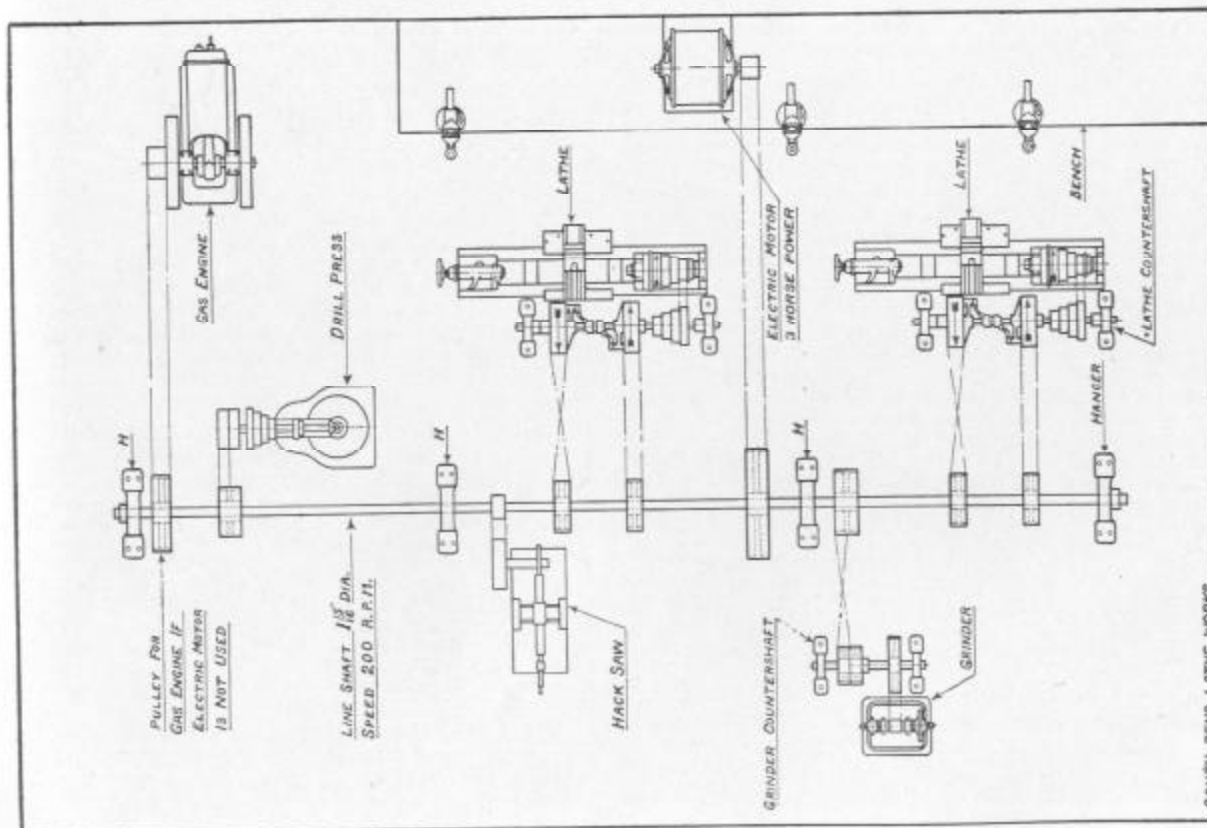 GAS ENGINE
DRILL PRESS
LATHE
ELECTRIC MOTOR
3 HORSE POWER
LATHE
BENCH
LATHE COUNTERSHAFT
H
H
H
HANGER
PULLEY FOR
GAS ENGINE IF
ELECTRIC MOTOR
IS NOT USED
LINE SHAFT 1 15/16 DIA.
SPEED 200 R.P.M.
HACK SAW
GRINDER COUNTERSHAFT
GRINDER